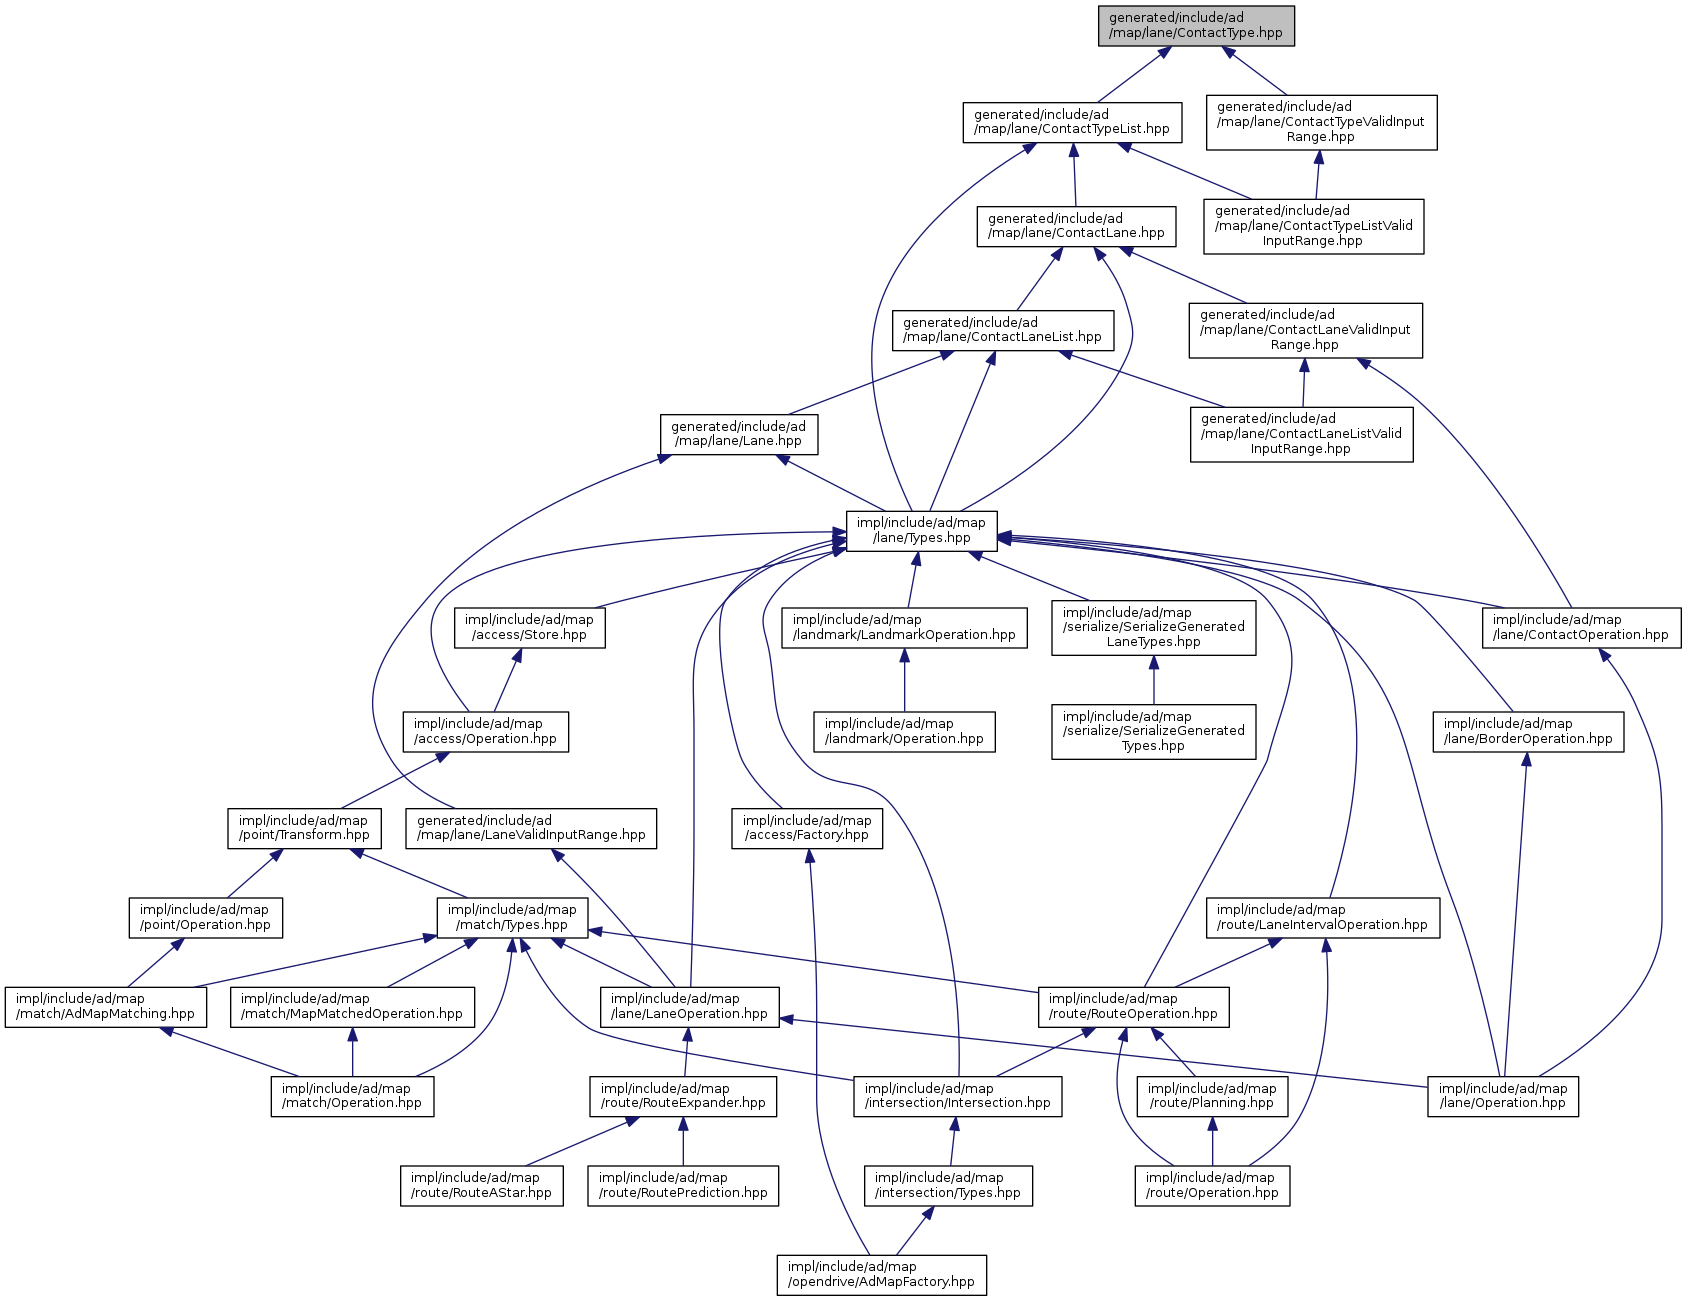 generated/include/ad
/map/lane/ContactType.hpp
generated/include/ad
/map/lane/ContactTypeList.hpp
generated/include/ad
/map/lane/ContactTypeValidInput
Range.hpp
generated/include/ad
/map/lane/ContactLane.hpp
generated/include/ad
/map/lane/ContactTypeListValid
InputRange.hpp
generated/include/ad
/map/lane/ContactLaneList.hpp
generated/include/ad
/map/lane/ContactLaneValidInput
Range.hpp
generated/include/ad
/map/lane/Lane.hpp
generated/include/ad
/map/lane/ContactLaneListValid
InputRange.hpp
impl/include/ad/map
/lane/Types.hpp
impl/include/ad/map
/access/Store.hpp
impl/include/ad/map
/landmark/LandmarkOperation.hpp
impl/include/ad/map
/serialize/SerializeGenerated
LaneTypes.hpp
impl/include/ad/map
/lane/ContactOperation.hpp
impl/include/ad/map
/access/Operation.hpp
impl/include/ad/map
/landmark/Operation.hpp
impl/include/ad/map
/serialize/SerializeGenerated
Types.hpp
impl/include/ad/map
/lane/BorderOperation.hpp
impl/include/ad/map
/point/Transform.hpp
generated/include/ad
/map/lane/LaneValidInputRange.hpp
impl/include/ad/map
/access/Factory.hpp
impl/include/ad/map
/point/Operation.hpp
impl/include/ad/map
/match/Types.hpp
impl/include/ad/map
/route/LaneIntervalOperation.hpp
impl/include/ad/map
/match/AdMapMatching.hpp
impl/include/ad/map
/match/MapMatchedOperation.hpp
impl/include/ad/map
/lane/LaneOperation.hpp
impl/include/ad/map
/route/RouteOperation.hpp
impl/include/ad/map
/match/Operation.hpp
impl/include/ad/map
/route/RouteExpander.hpp
impl/include/ad/map
/intersection/Intersection.hpp
impl/include/ad/map
/route/Planning.hpp
impl/include/ad/map
/lane/Operation.hpp
impl/include/ad/map
/route/RouteAStar.hpp
impl/include/ad/map
/route/RoutePrediction.hpp
impl/include/ad/map
/intersection/Types.hpp
impl/include/ad/map
/route/Operation.hpp
impl/include/ad/map
/opendrive/AdMapFactory.hpp